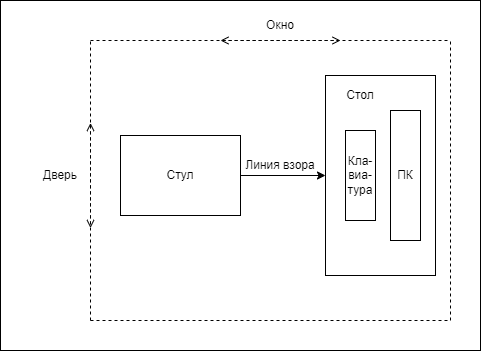 Окно
Стол
Дверь
Стул
Линия взора
Кла-
виа-
тура
ПК